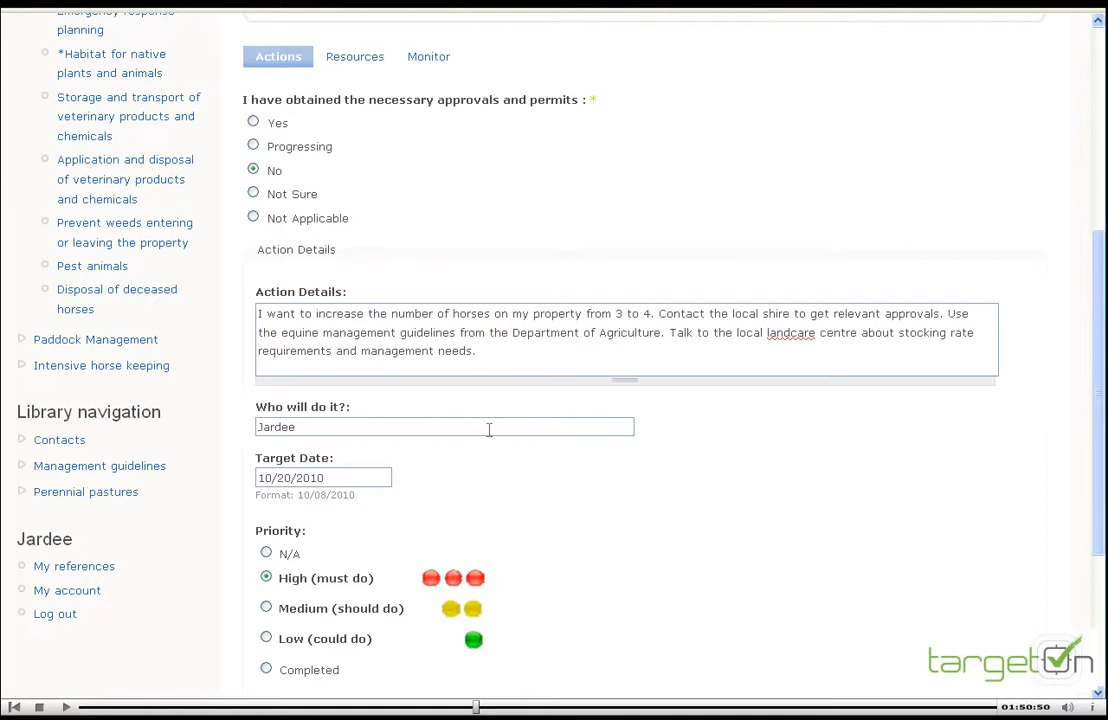 planning
*Habitat for native
plants and animals
Storage and transport of
veterinary products and
chemicals
Application and disposal
of veterinary products
and chemicals
Prevent weeds entering
or leaving the property
Pest animals
Disposal of deceased
horses
Paddock Management
Intensive horse keeping
Library navigation
Contacts
Management guidelines
Perennial pastures
Jardee
My references
My account
Log out
Actions Resources Monitor
I have obtained the necessary approvals and permits : *
Yes
Progressing
No
Not Sure
Not Applicable
Action Details
Action Details:
I want to increase the number of horses on my property from 3 to 4. Contact the local shire to get relevant approvals. Use
the equine management guidelines from the Department of Agriculture. Talk to the local landcare centre about stocking rate
requirements and management needs.
Who will do it?:
Jardee
Target Date:
10/20/2010
Format: 10/08/2010
Priority:
N/A
High (must do)
Medium (should do)
Low (could do)
Completed
targetOn
01:50:50